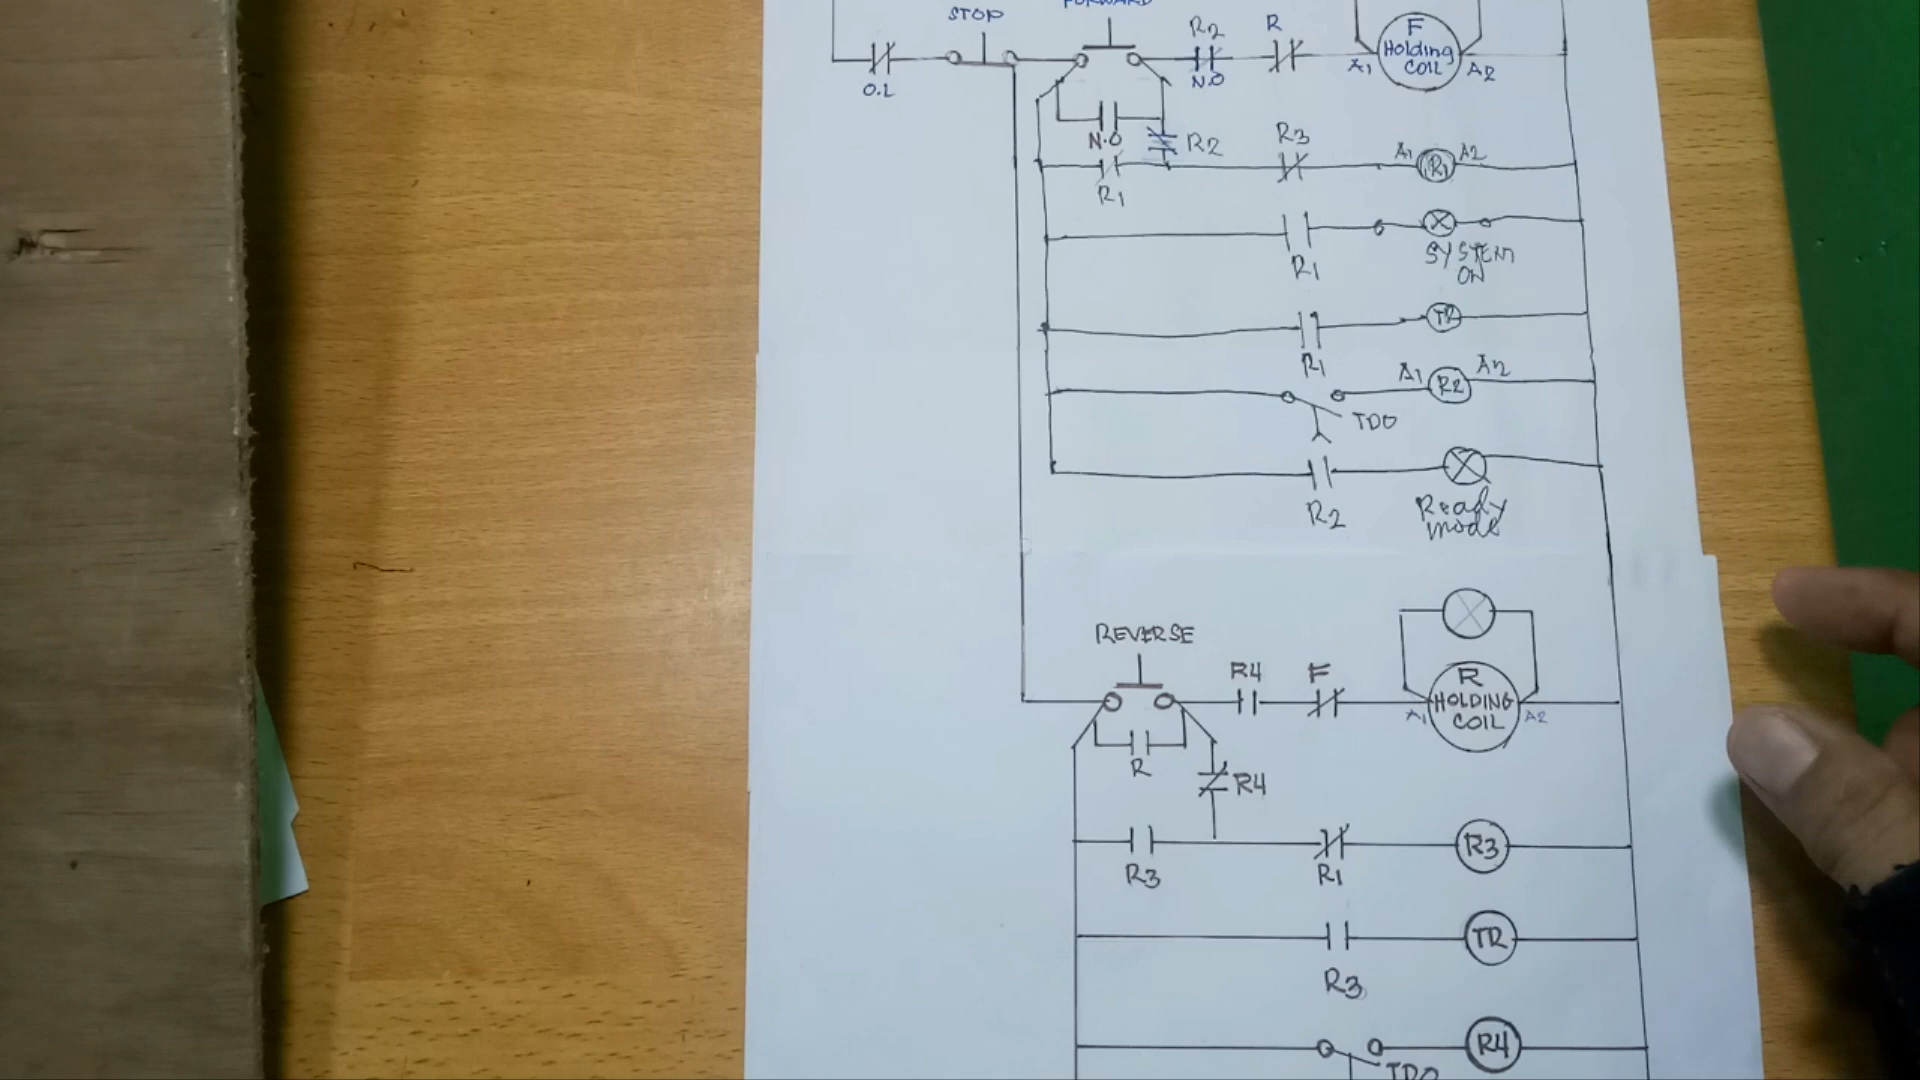 STOP
FORWARD
O.L
R2
N.O
R
F
Holding
COIL
A1
A2
N.O
R2
R3
A1
R1
A2
R1
R1
SYSTEM
ON
R1
TR
TDO
A1
R2
A2
R2
Ready
mode
REVERSE
R4
F
R
HOLDING
COIL
A1
A2
R
R4
R3
R1
R3
R3
TR
TDO
R4